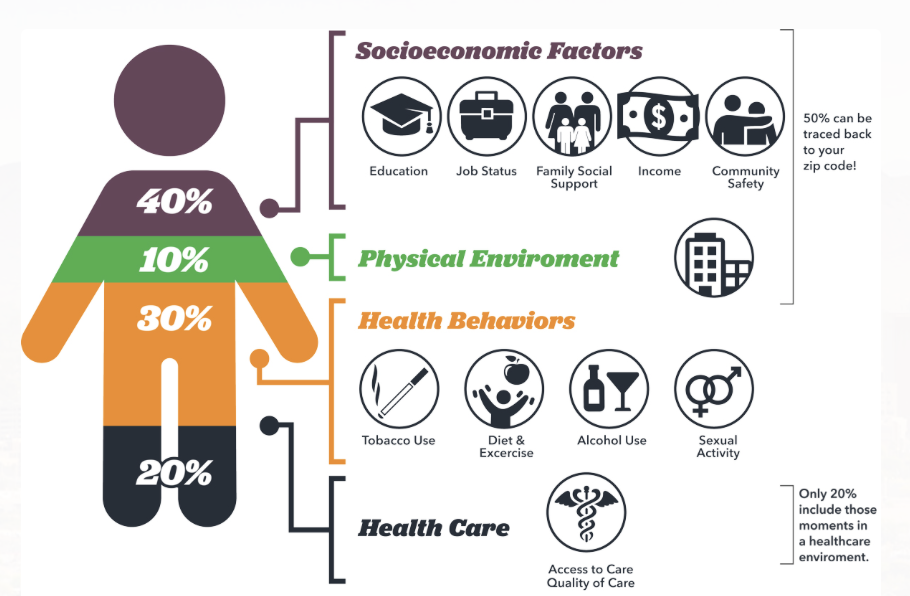 Socioeconomic Factors
Education
Job Status
Family Social
Support
Income
Community
Safety
50% can be
traced back
to your
zip code!
40%
10%
Physical Enviroment
30%
Health Behaviors
Tobacco Use
Diet &
Excercise
Alcohol Use
Sexual
Activity
20%
Health Care
Access to Care
Quality of Care
Only 20%
include those
moments in
a healthcare
enviroment.
$